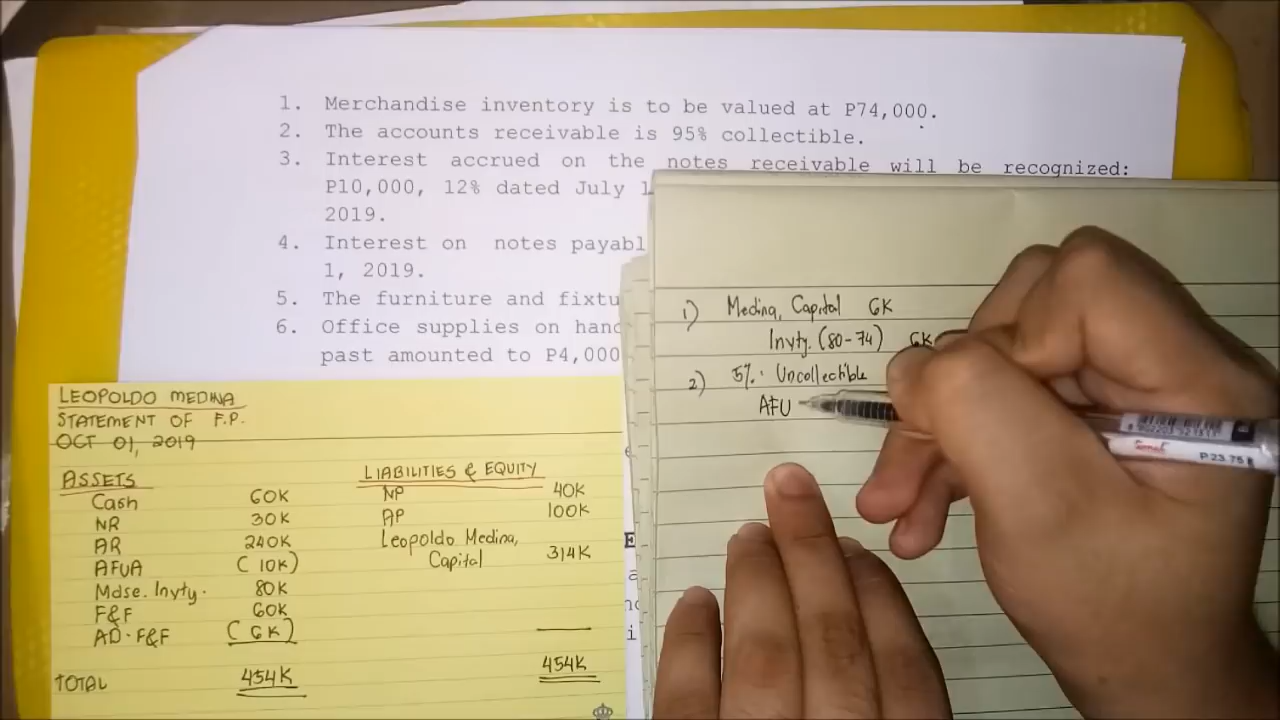 1. Merchandise inventory is to be valued at P74,000.
2. The accounts receivable is 95% collectible.
3. Interest accrued on the notes receivable will be recognized:
P10,000, 12% dated July 1
2019.
4. Interest on notes payabl
1, 2019.
5. The furniture and fixtu
6. Office supplies on hand
past amounted to P4,000
LEOPOLDO MEDINA
STATEMENT OF F.P.
OCT 01, 2019
ASSETS
Cash 60K
NR 30K
AR 240K
AFUA (10K)
Mdse. Invty. 80K
F&F 60K
AD-F&F (6K)
TOTAL 454K
LIABILITIES & EQUITY
NP 40K
AP 100K
Leopoldo Medina,
Capital 314K
454K
1) Medina, Capital 6K
Invty. (80-74) 6K
2) 5%: Uncollectible
AFU
P 23.75